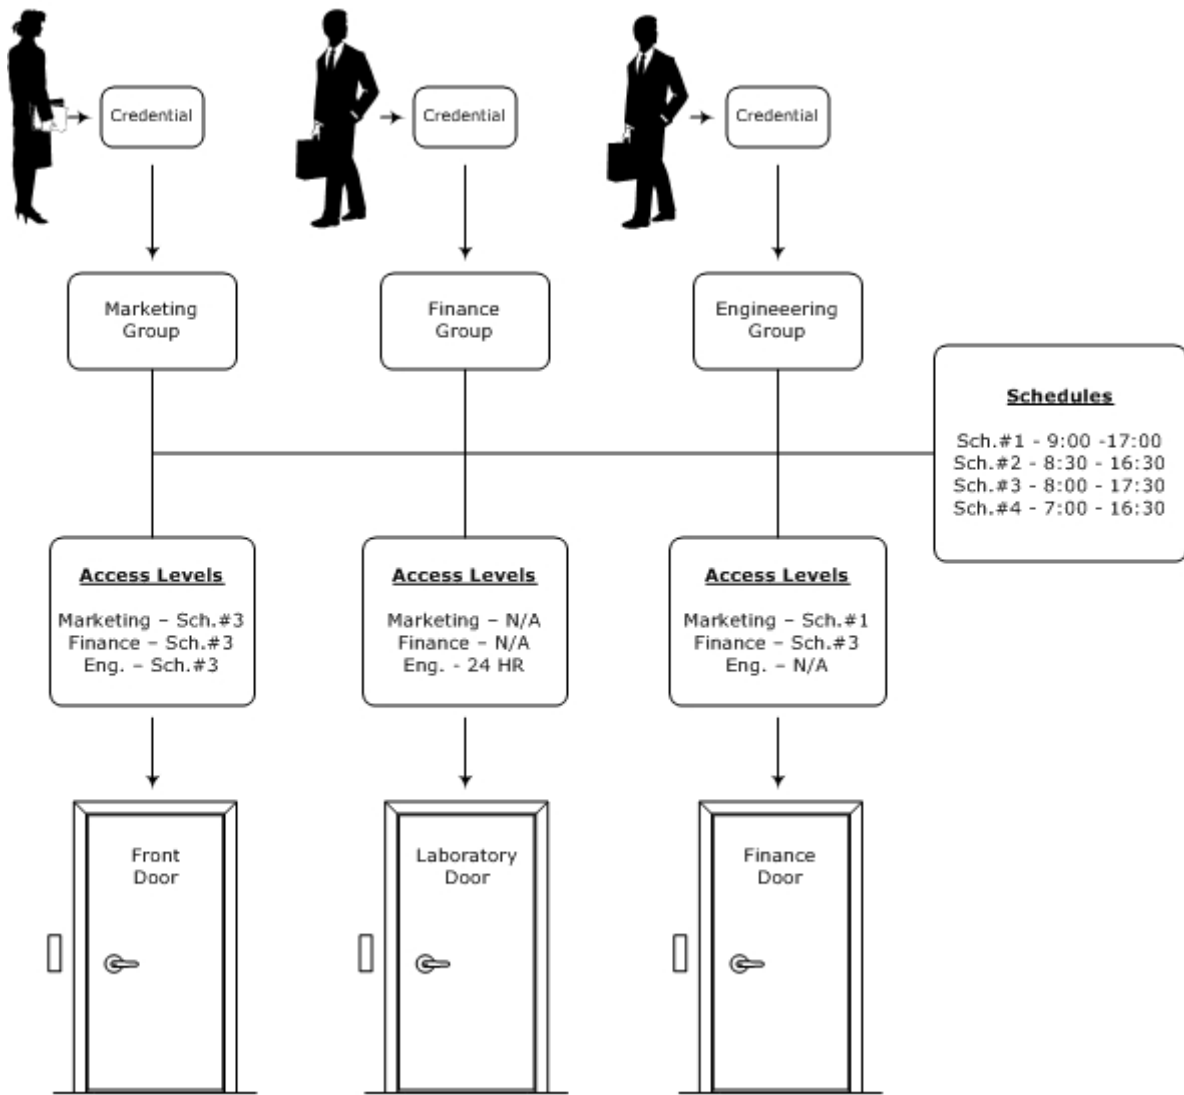 Credential
Credential
Credential
Marketing
Group
Finance
Group
Engineeering
Group
Schedules
Sch.#1 - 9:00 -17:00
Sch.#2 - 8:30 - 16:30
Sch.#3 - 8:00 - 17:30
Sch.#4 - 7:00 - 16:30
Access Levels
Marketing – Sch.#3
Finance – Sch.#3
Eng. – Sch.#3
Access Levels
Marketing – N/A
Finance – N/A
Eng. - 24 HR
Access Levels
Marketing – Sch.#1
Finance – Sch.#3
Eng. – N/A
Front
Door
Laboratory
Door
Finance
Door